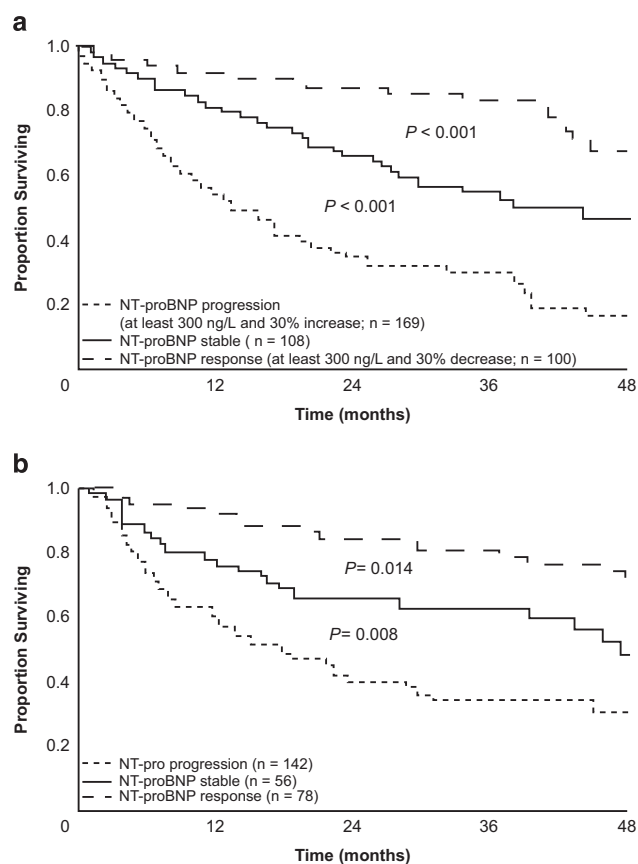 a
1.0
0.8
0.6
0.4
0.2
0
Proportion Surviving
P < 0.001
P < 0.001
NT-proBNP progression
(at least 300 ng/L and 30% increase; n = 169)
NT-proBNP stable ( n = 108)
NT-proBNP response (at least 300 ng/L and 30% decrease; n = 100)
12 24 36 48
Time (months)
b
1.0
0.8
0.6
0.4
0.2
0
Proportion Surviving
P= 0.014
P= 0.008
NT-pro progression (n = 142)
NT-proBNP stable (n = 56)
NT-proBNP response (n = 78)
12 24 36 48
Time (months)